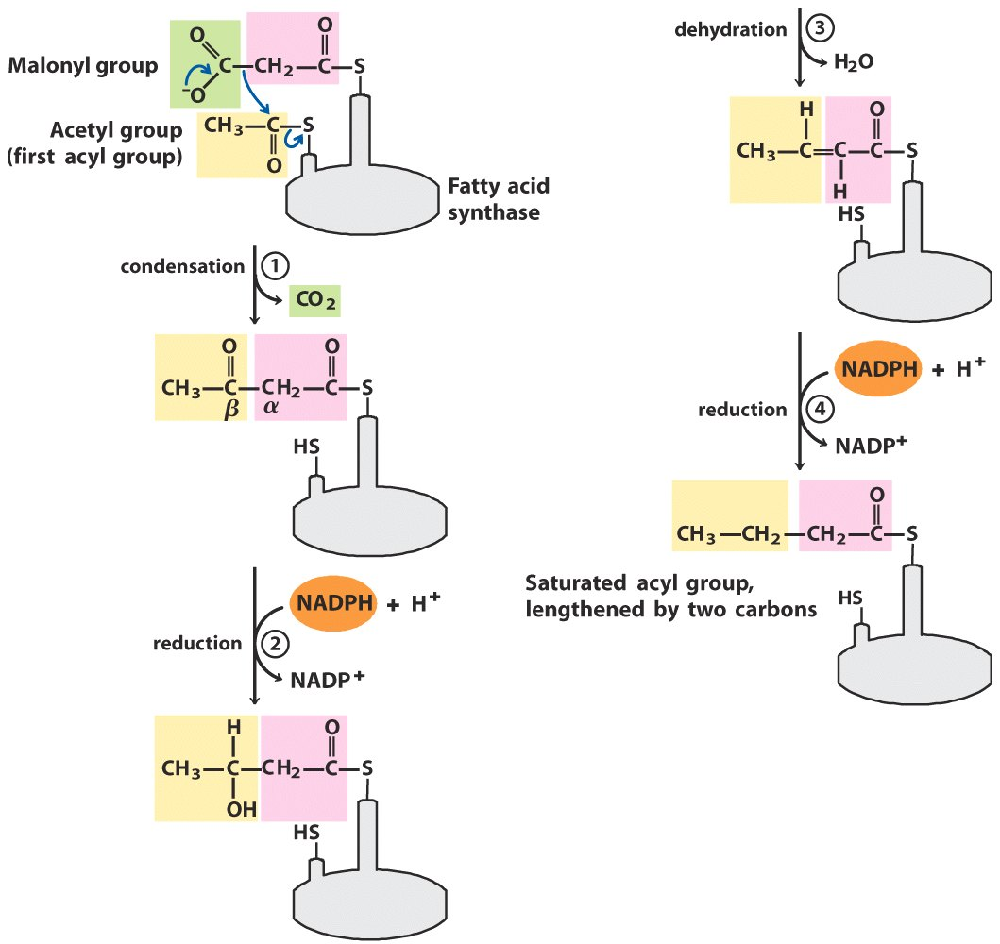 Malonyl group
O
C—CH₂—C—S
O
⁻O
Acetyl group
(first acyl group)
CH₃—C—S
O
Fatty acid
synthase
condensation 1
CO₂
O O
CH₃—C—CH₂—C—S
β α
HS
NADPH + H⁺
reduction 2
NADP⁺
H O
CH₃—C—CH₂—C—S
OH
HS
dehydration 3
H₂O
H O
CH₃—C=C—C—S
H
HS
NADPH + H⁺
reduction 4
NADP⁺
O
CH₃—CH₂—CH₂—C—S
Saturated acyl group,
lengthened by two carbons
HS